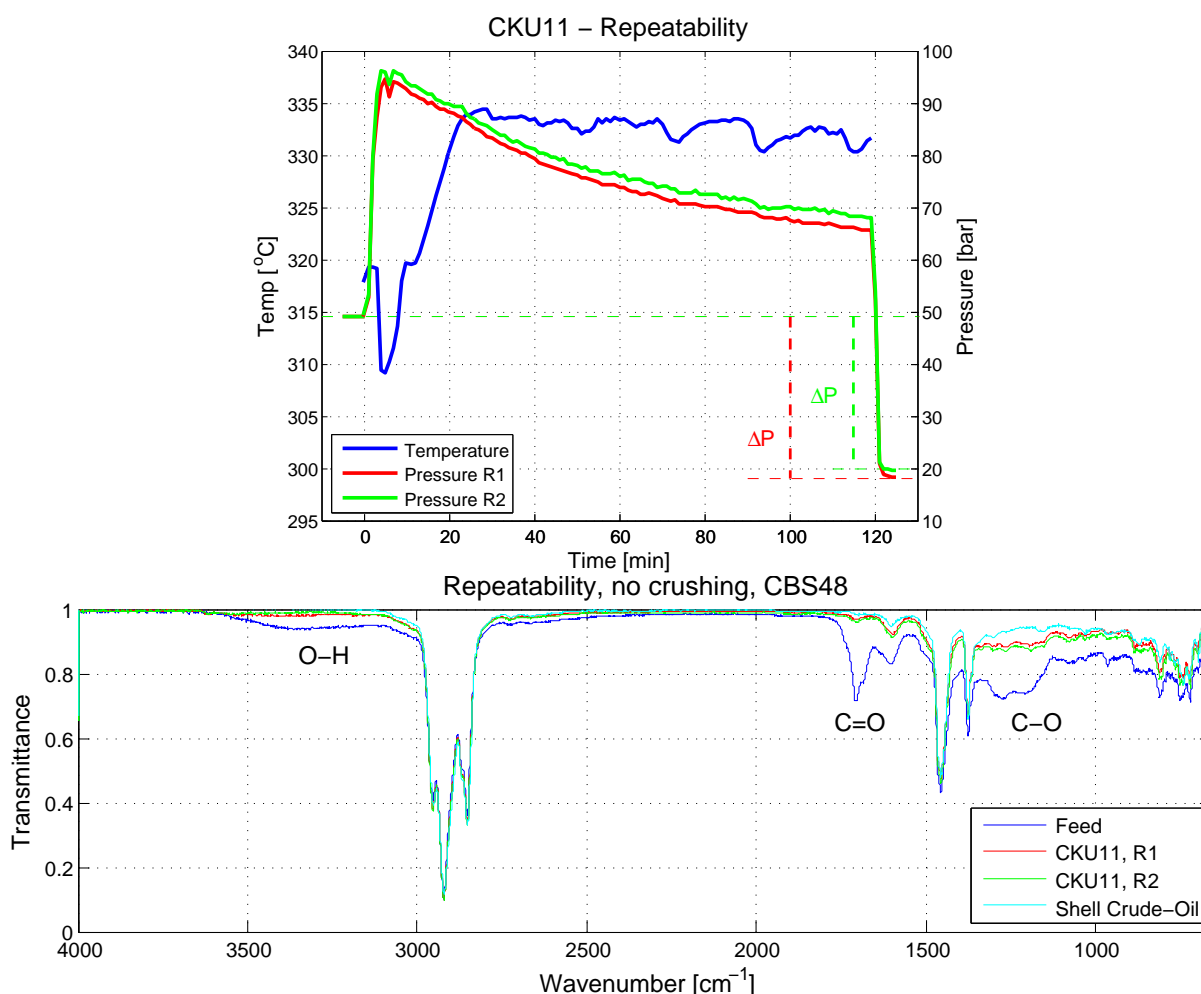 CKU11 − Repeatability
340
335
330
325
320
315
310
305
300
295
Temp [ °C]
100
90
80
70
60
50
40
30
20
10
Pressure [bar]
ΔP
ΔP
Temperature
Pressure R1
Pressure R2
0 20 40 60 80 100 120
Time [min]
Repeatability, no crushing, CBS48
1
0.8
0.6
0.4
0.2
0
Transmittance
O−H
C=O
C−O
Feed
CKU11, R1
CKU11, R2
Shell Crude−Oil
4000 3500 3000 2500 2000 1500 1000
Wavenumber [cm⁻¹]